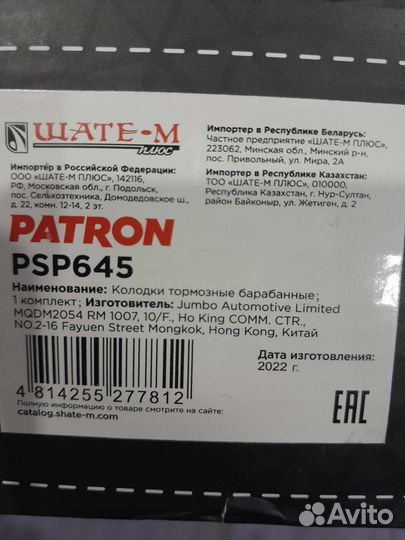 ШАТЕ-М
ПЛЮС
Импортер в Российской Федерации:
ООО «ШАТЕ-М ПЛЮС», 142116,
РФ, Московская обл., г. Подольск,
пос. Сельхозтехника, Домодедовское ш.,
д. 22, комн. 12-14, 2 эт.
Импортер в Республике Беларусь:
Частное предприятие «ШАТЕ-М ПЛЮС»,
223062, Минская обл., Минский р-н,
пос. Привольный, ул. Мира, 2А
Импортер в Республике Казахстан:
ТОО «ШАТЕ-М ПЛЮС», 010000,
Республика Казахстан, г. Нур-Султан,
район Байконыр, ул. Жетиген, д. 2
PATRON
PSP645
Наименование: Колодки тормозные барабанные;
1 комплект; Изготовитель: Jumbo Automotive Limited
MQDM2054 RM 1007, 10/F., Ho King COMM. CTR.,
NO.2-16 Fayuen Street Mongkok, Hong Kong, Китай
Дата изготовления:
2022 г.
4 814255 277812
Полную информацию о товаре смотрите на сайте:
catalog.shate-m.com
EAC
Avito